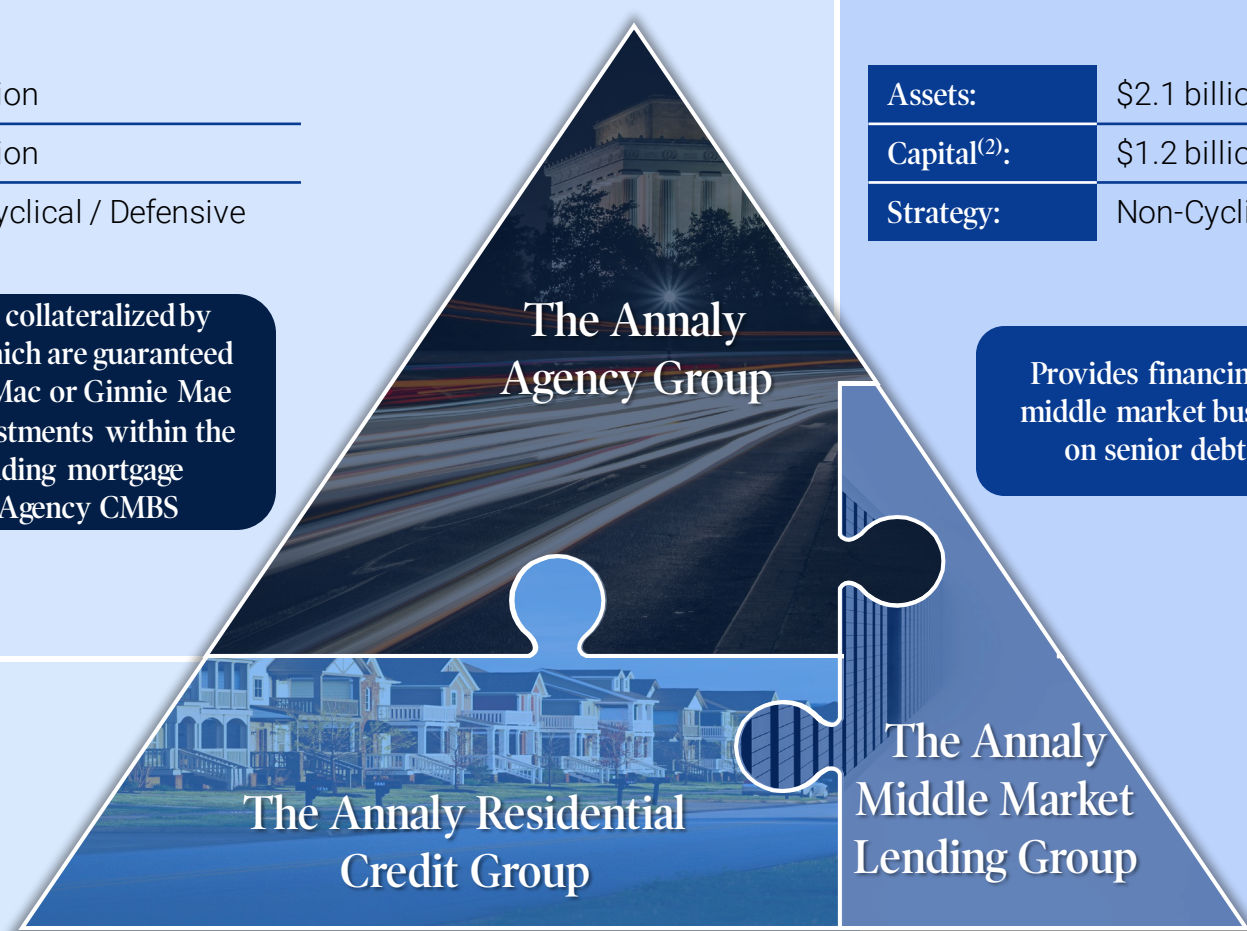 ion
ion
yclical / Defensive
collateralized by
hich are guaranteed
Mac or Ginnie Mae
stments within the
ding mortgage
Agency CMBS
The Annaly
Agency Group
Assets: $2.1 billio
Capital(2): $1.2 billio
Strategy: Non-Cycli
Provides financin
middle market bus
on senior debt
The Annaly Residential
Credit Group
The Annaly
Middle Market
Lending Group